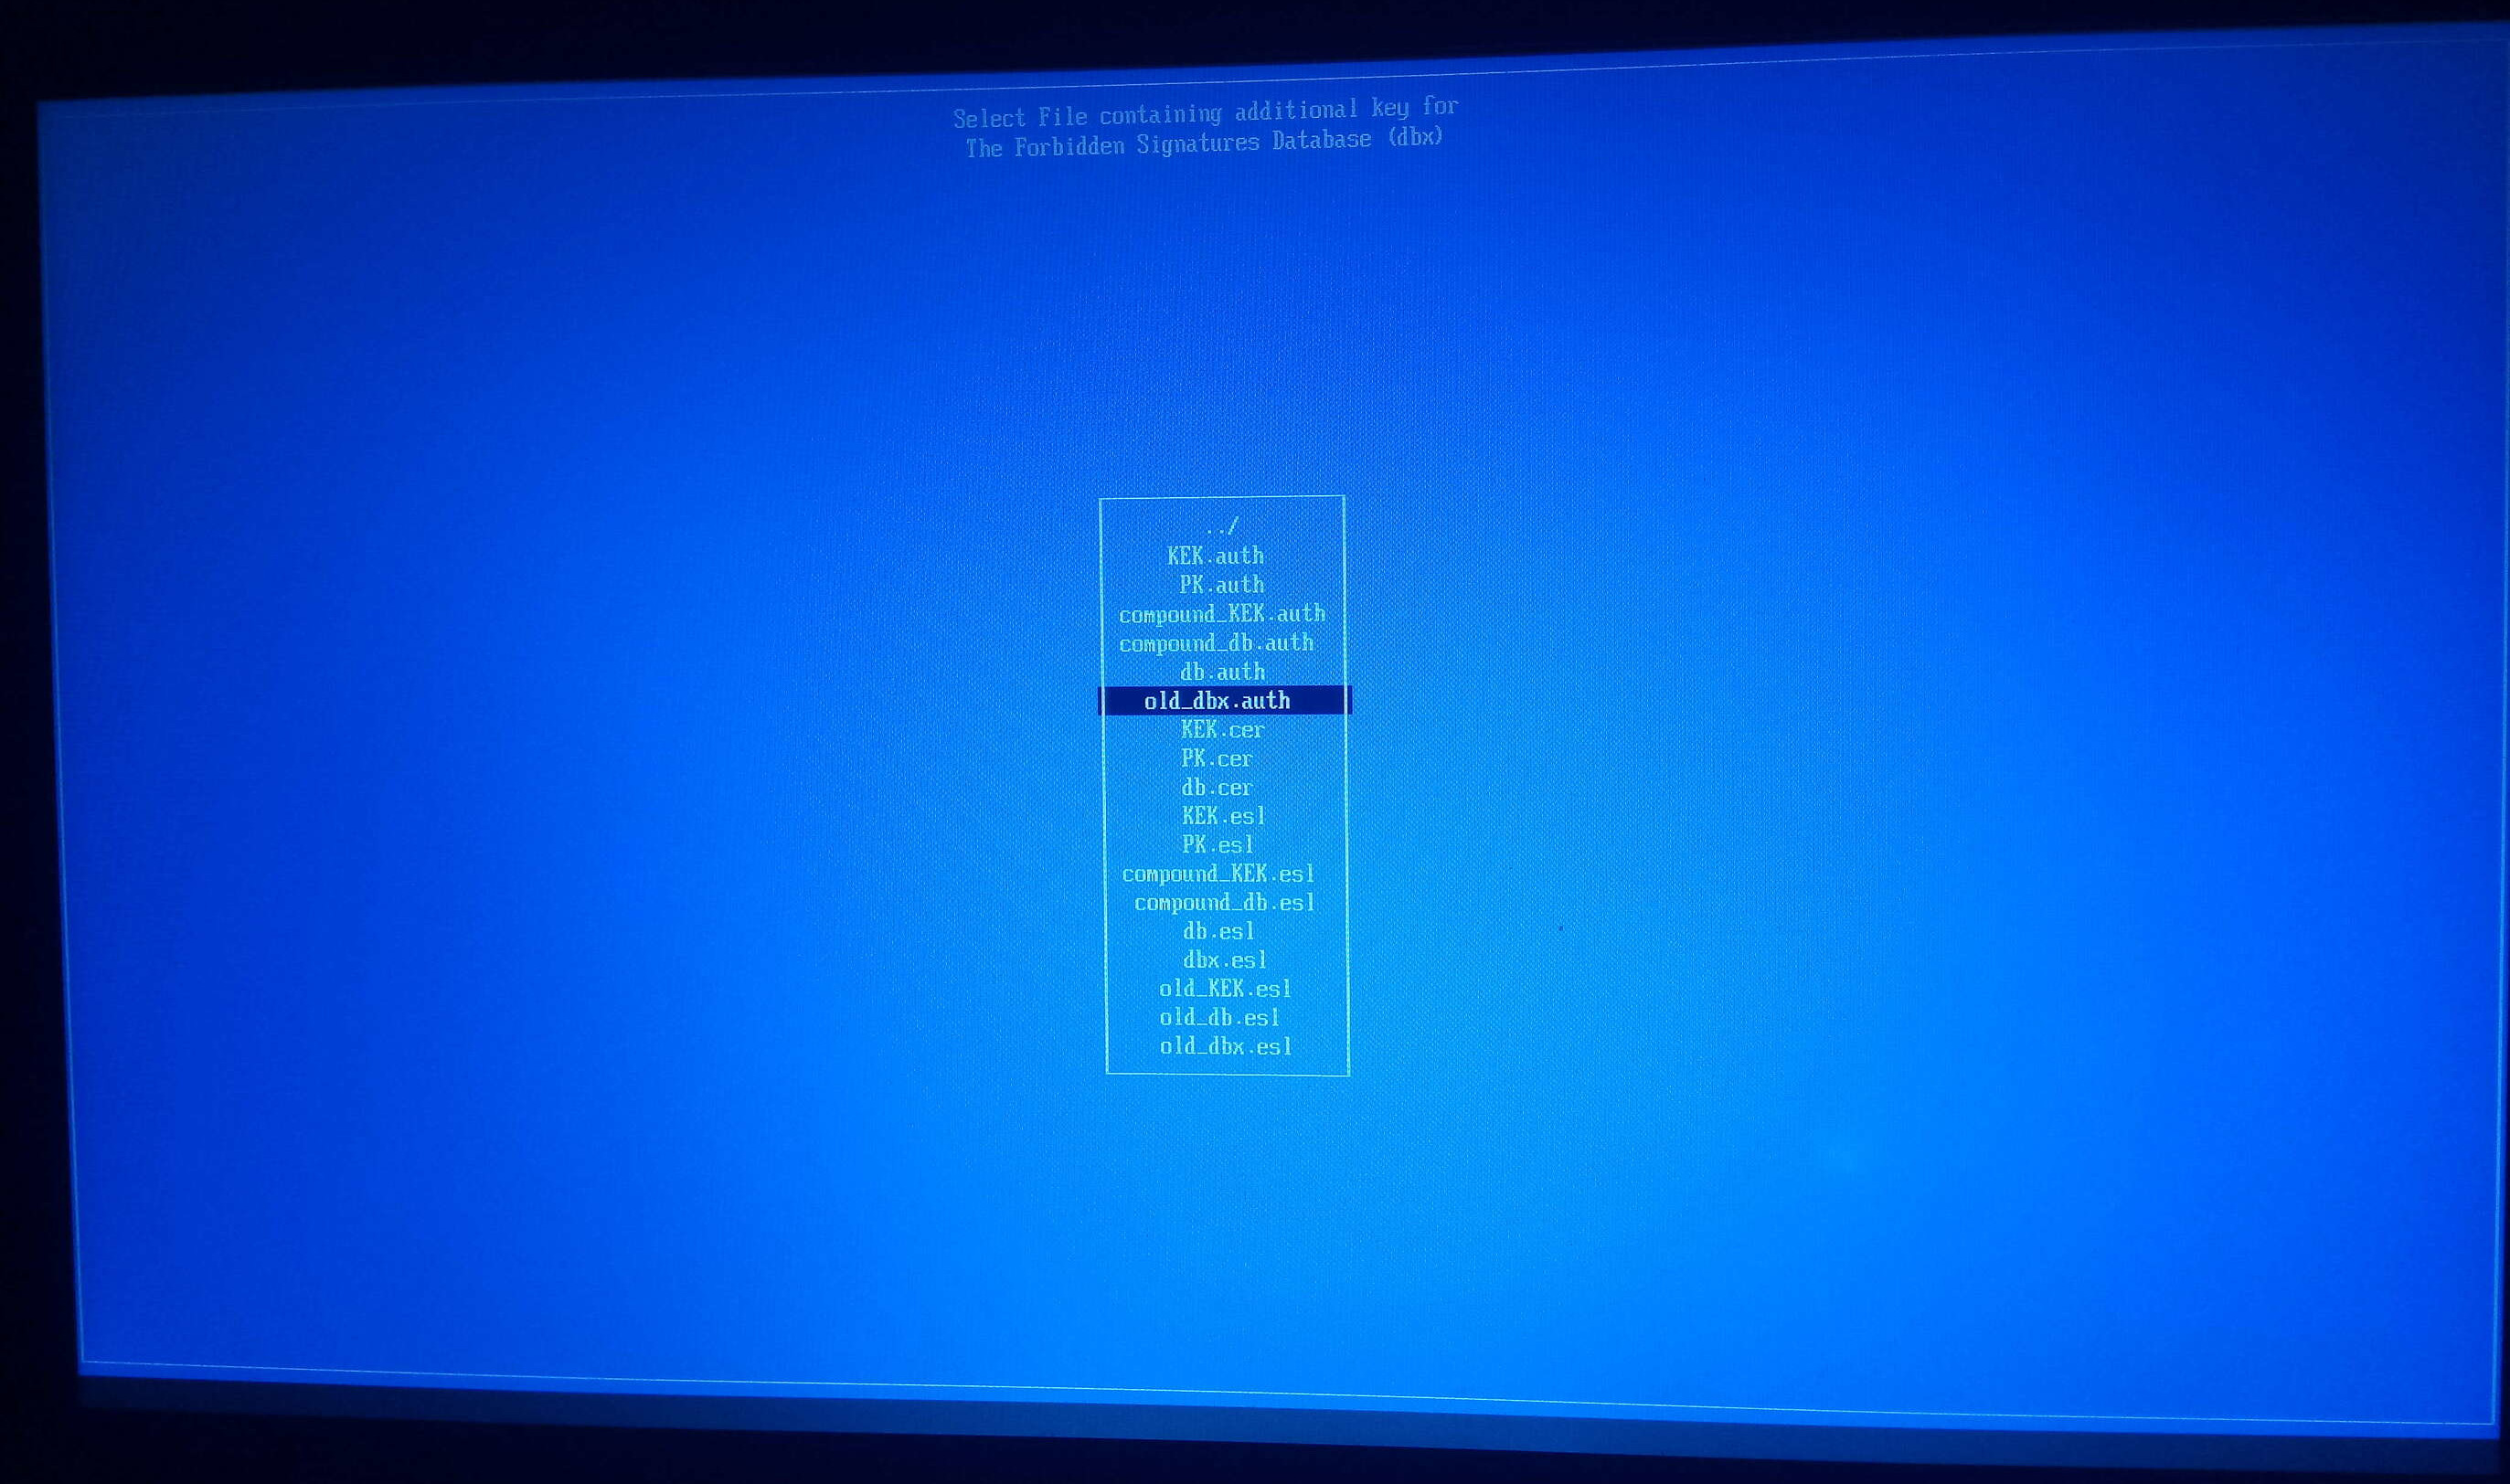 Select File containing additional key for
The Forbidden Signatures Database (dbx)
../
KEK.auth
PK.auth
compound_KEK.auth
compound_db.auth
db.auth
old_dbx.auth
KEK.cer
PK.cer
db.cer
KEK.esl
PK.esl
compound_KEK.esl
compound_db.esl
db.esl
dbx.esl
old_KEK.esl
old_db.esl
old_dbx.esl